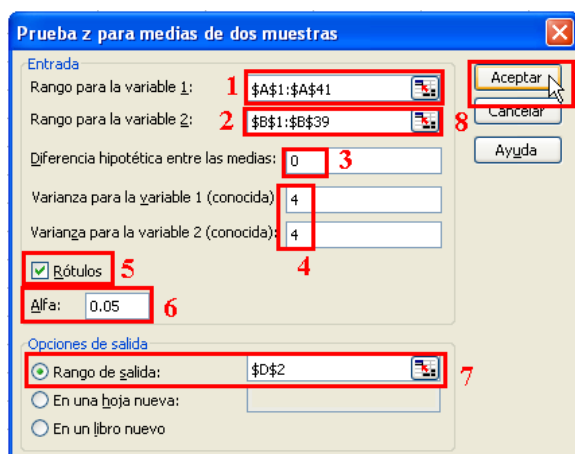 Prueba z para medias de dos muestras
Entrada
Rango para la variable 1: 1 $A$1:$A$41
Aceptar
Rango para la variable 2: 2 $B$1:$B$39
8 Cancelar
Diferencia hipotética entre las medias: 0 3
Ayuda
Varianza para la variable 1 (conocida) 4
Varianza para la variable 2 (conocida): 4
4
Rótulos 5
Alfa: 0.05 6
Opciones de salida
Rango de salida: $D$2 7
En una hoja nueva:
En un libro nuevo